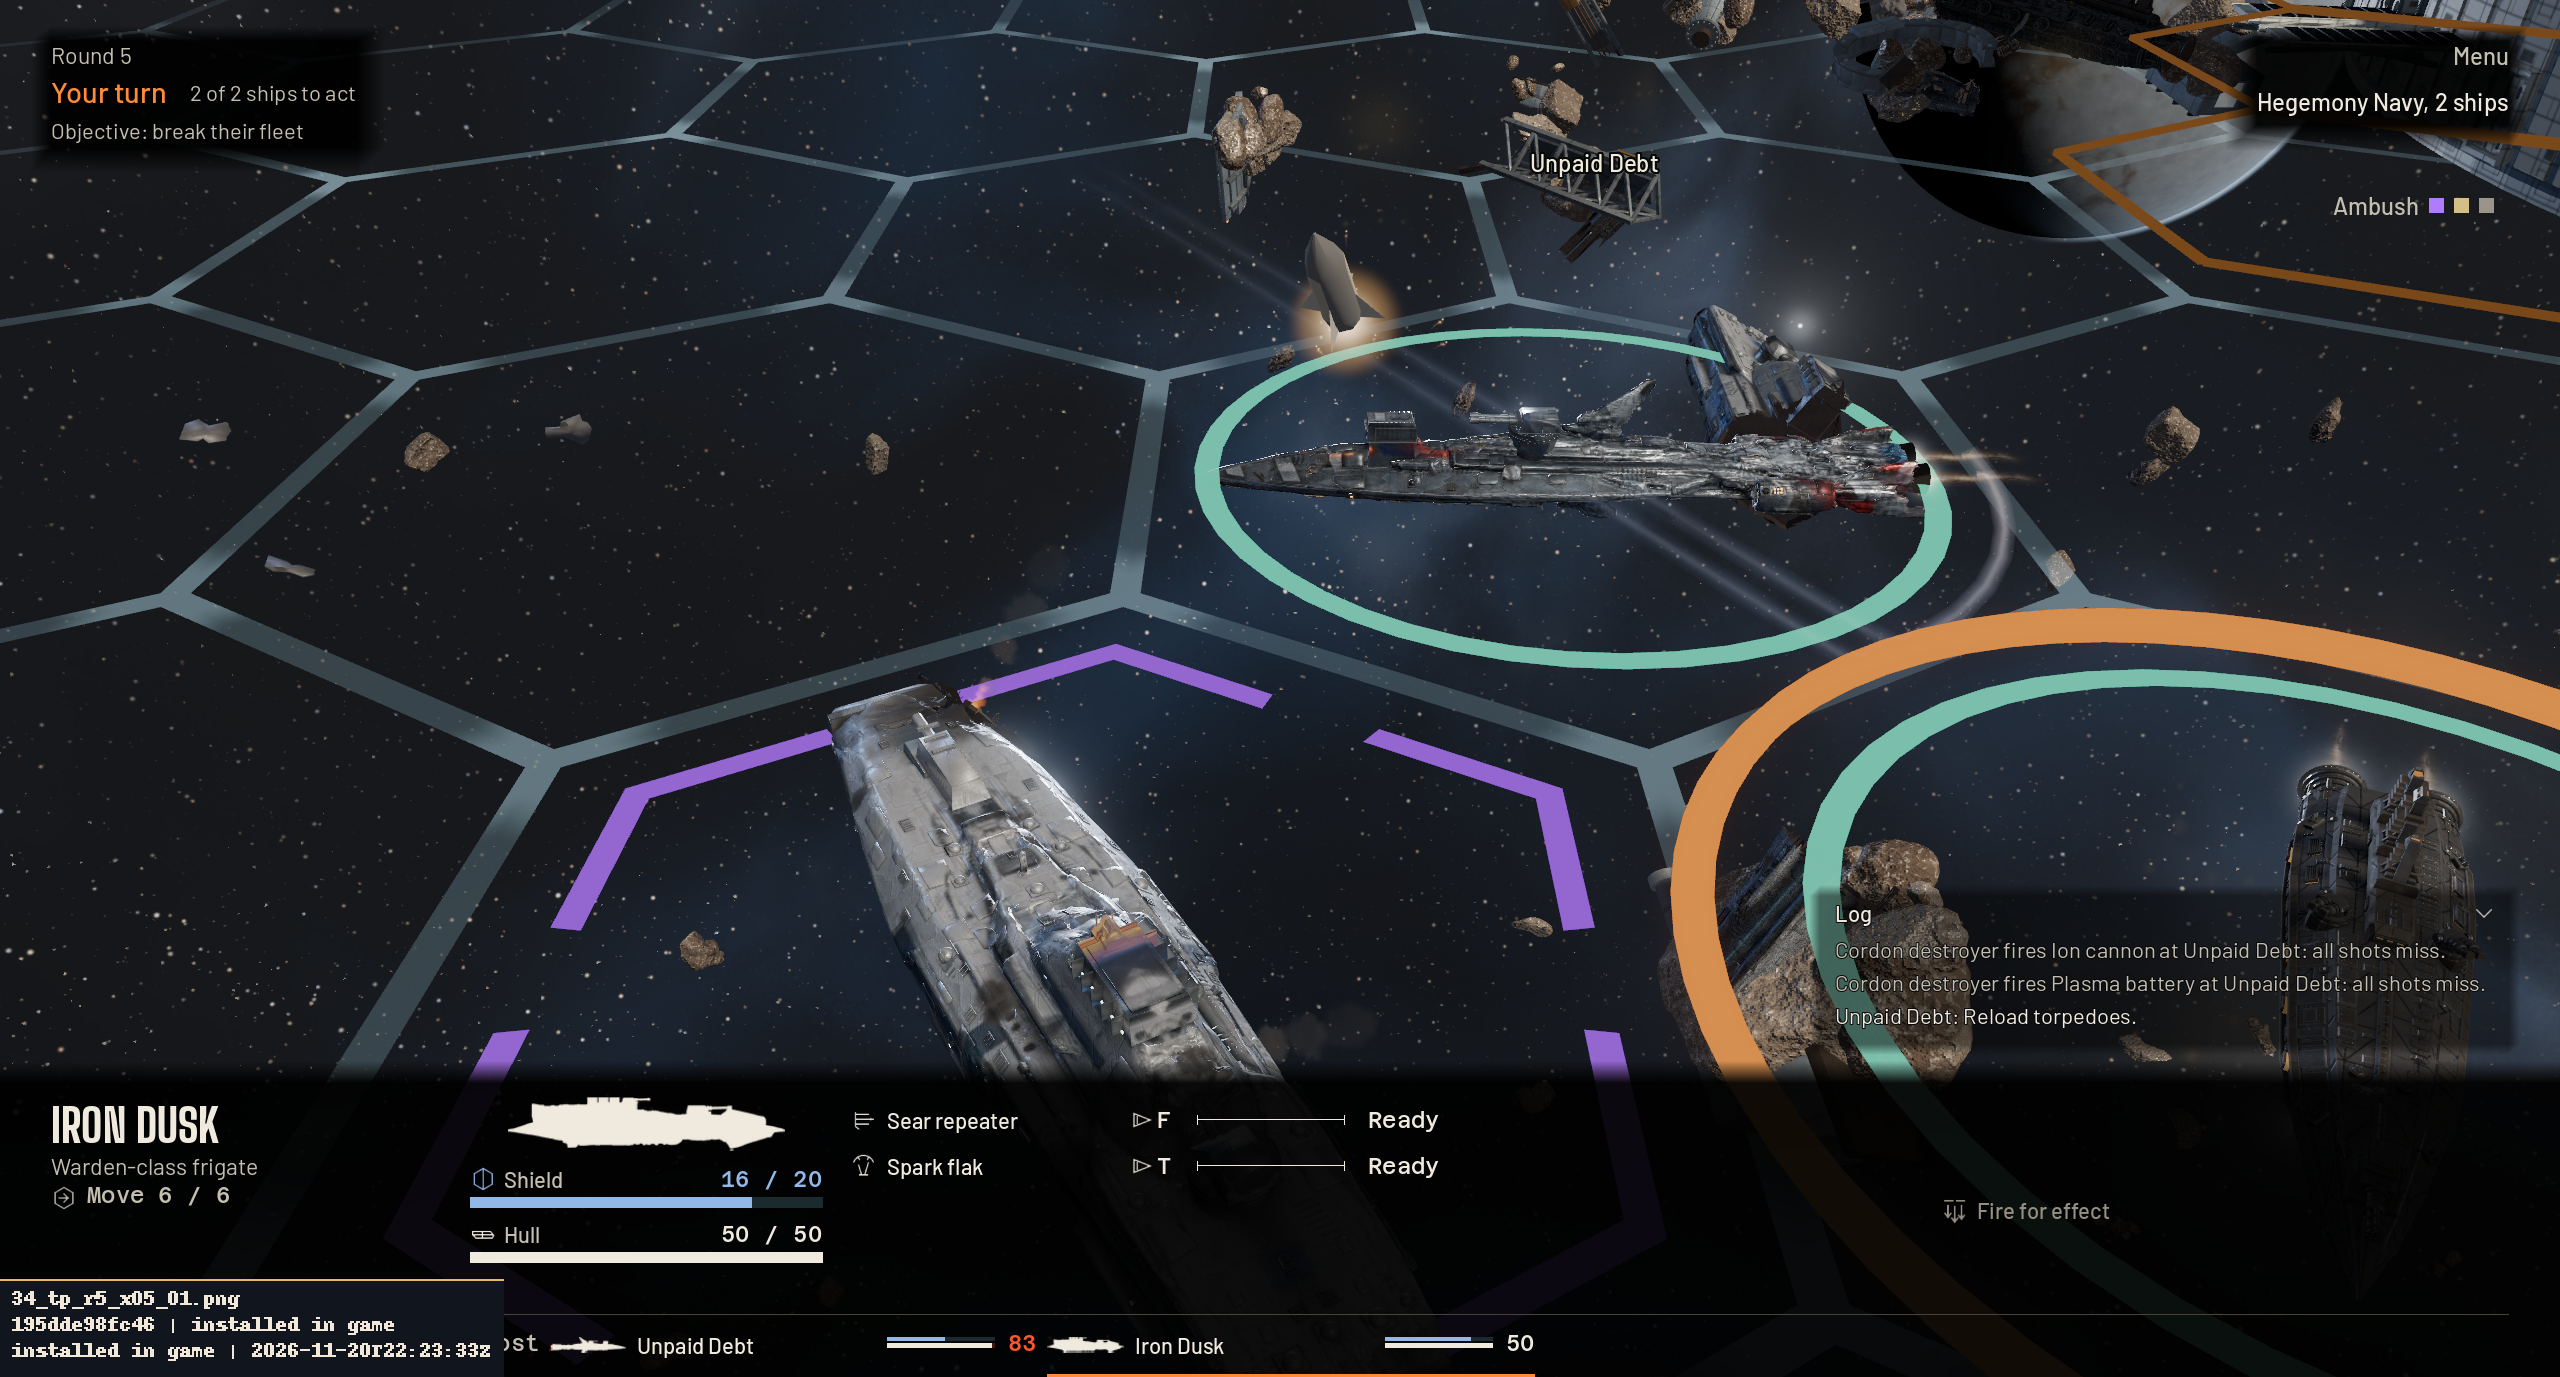 Round 5
Your turn 2 of 2 ships to act
Objective: break their fleet
Menu
Hegemony Navy, 2 ships
Ambush
Unpaid Debt
Log
Cordon destroyer fires Ion cannon at Unpaid Debt: all shots miss.
Cordon destroyer fires Plasma battery at Unpaid Debt: all shots miss.
Unpaid Debt: Reload torpedoes.
IRON DUSK
Warden-class frigate
Move 6 / 6
Shield 16 / 20
Hull 50 / 50
Sear repeater F Ready
Spark flak T Ready
Fire for effect
34_tp_r5_x05_01.png
195dde98fc46 | installed in game
installed in game | 2026-11-20T22:23:33Z
Unpaid Debt 83 Iron Dusk 50